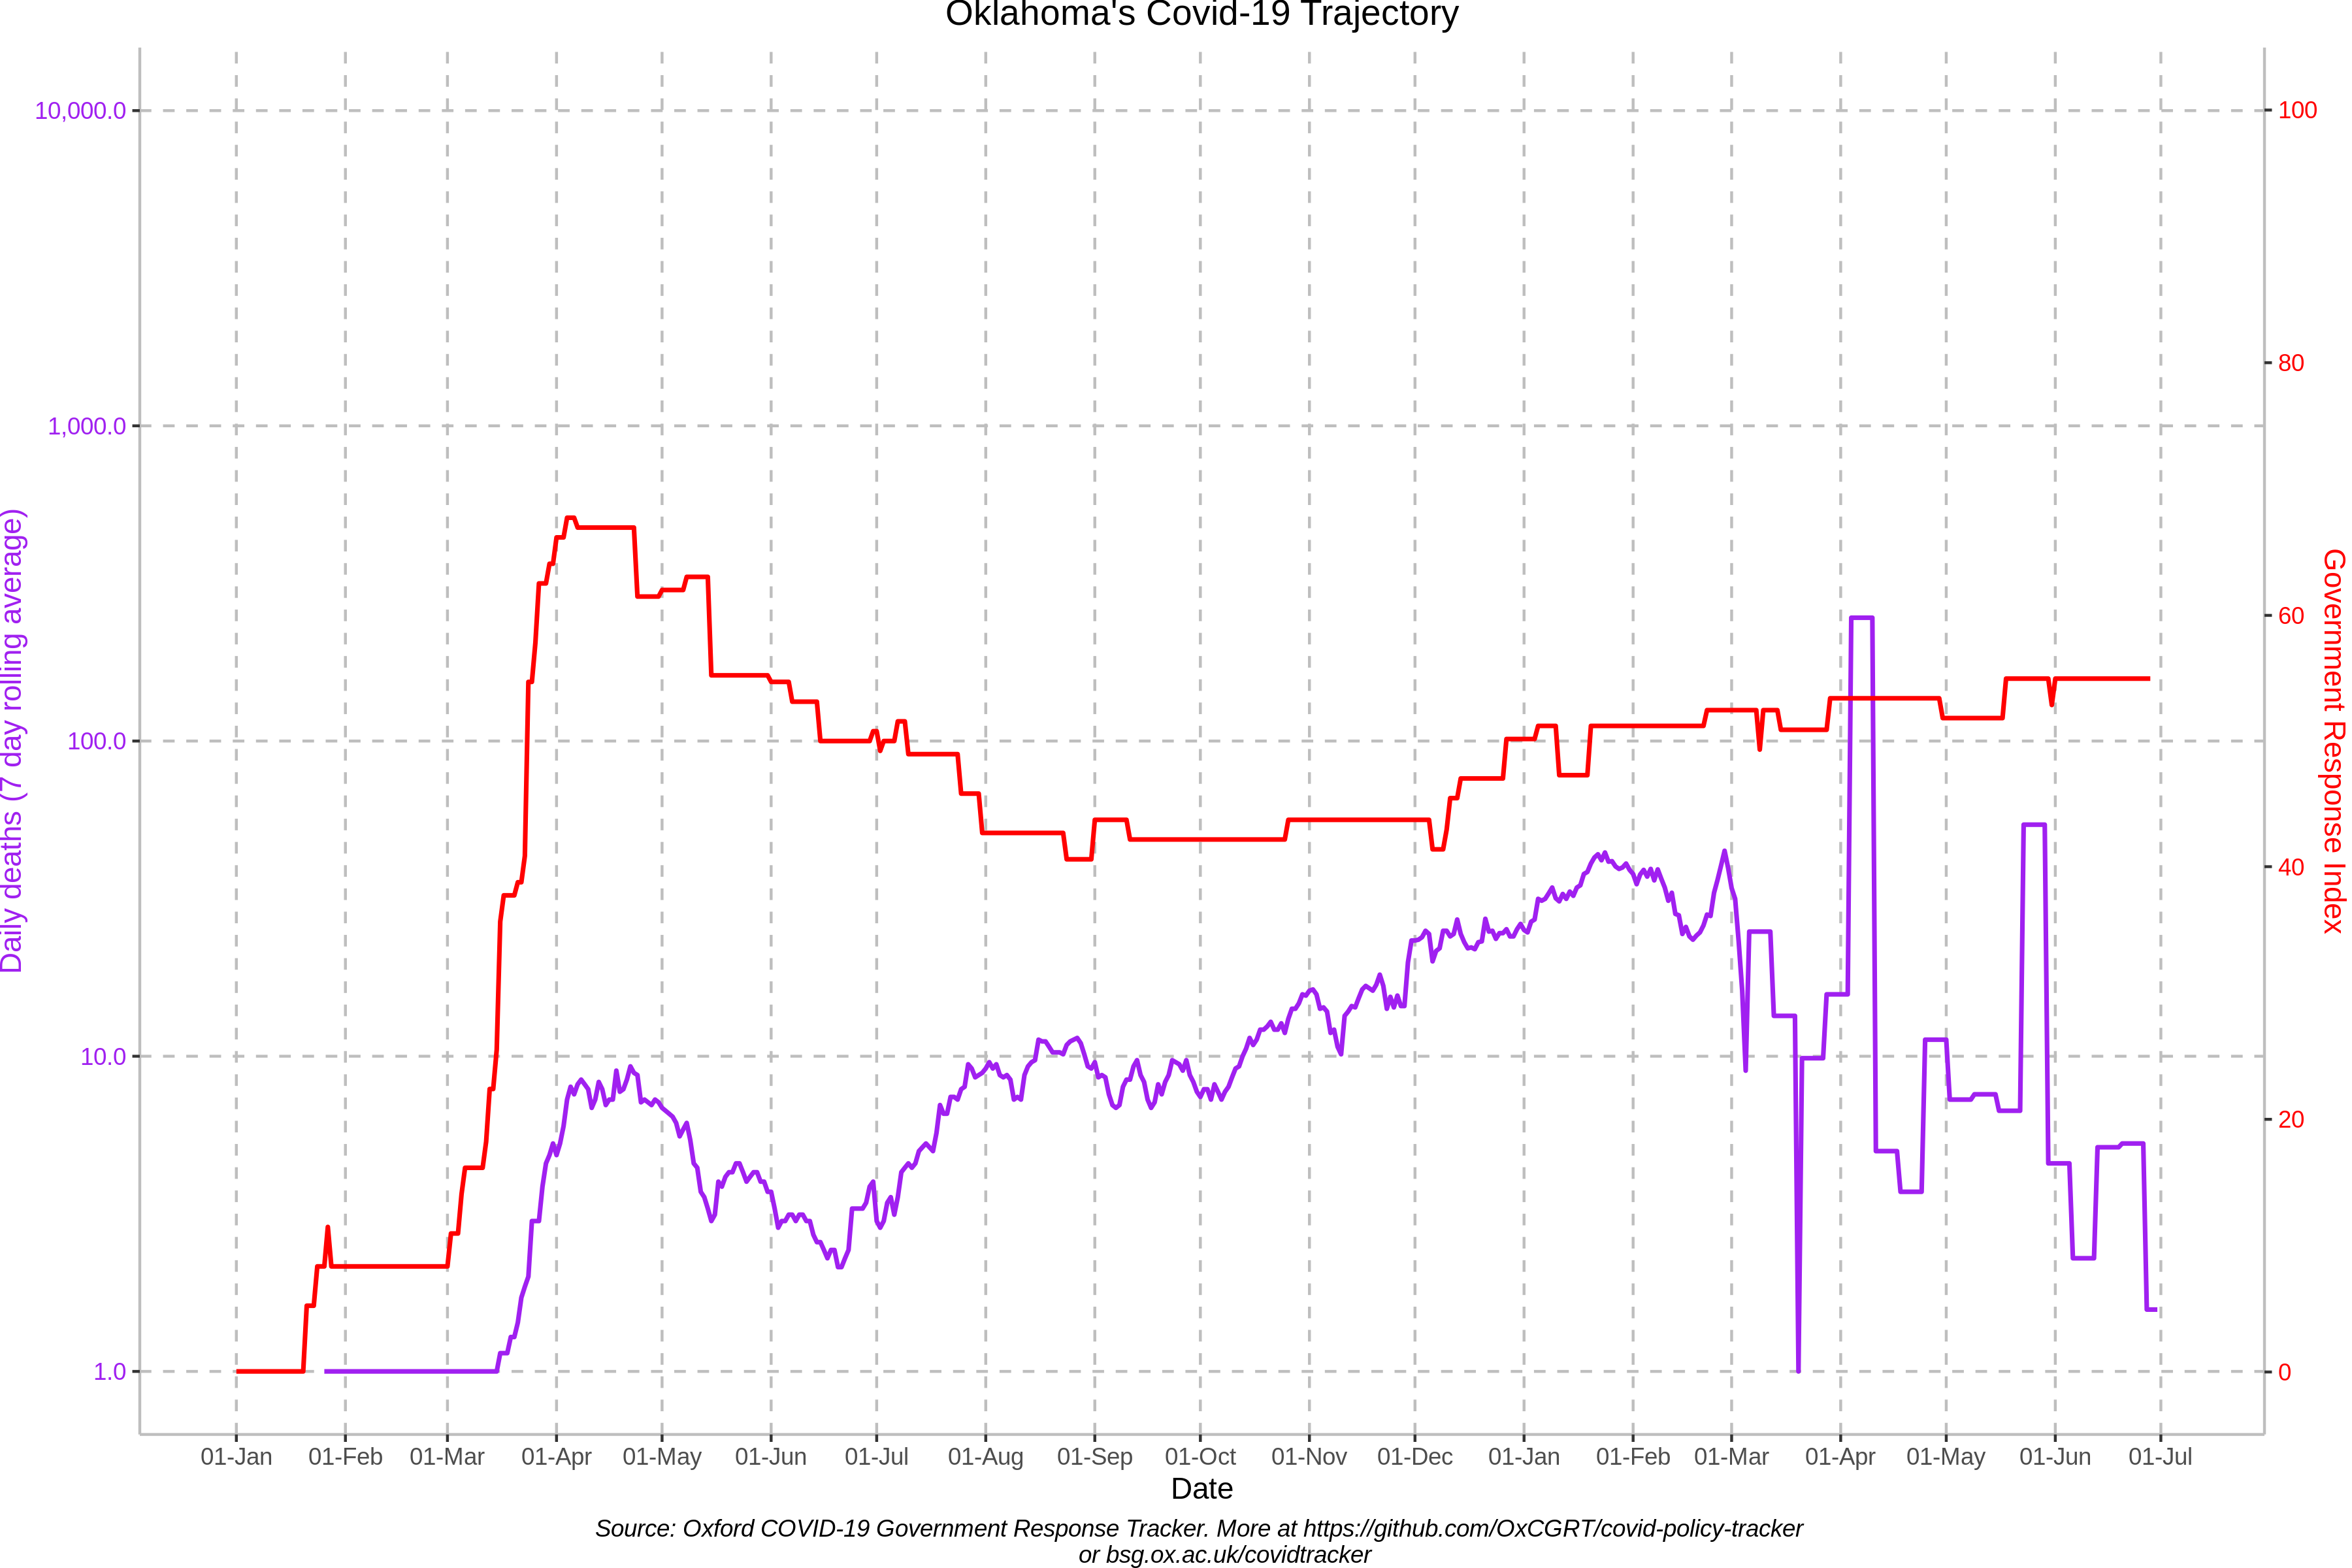 Oklahoma's Covid-19 Trajectory
10,000.0
1,000.0
100.0
10.0
1.0
Daily deaths (7 day rolling average)
100
80
60
40
20
0
Government Response Index
01-Jan 01-Feb 01-Mar 01-Apr 01-May 01-Jun 01-Jul 01-Aug 01-Sep 01-Oct 01-Nov 01-Dec 01-Jan 01-Feb 01-Mar 01-Apr 01-May 01-Jun 01-Jul
Date
Source: Oxford COVID-19 Government Response Tracker. More at https://github.com/OxCGRT/covid-policy-tracker
or bsg.ox.ac.uk/covidtracker